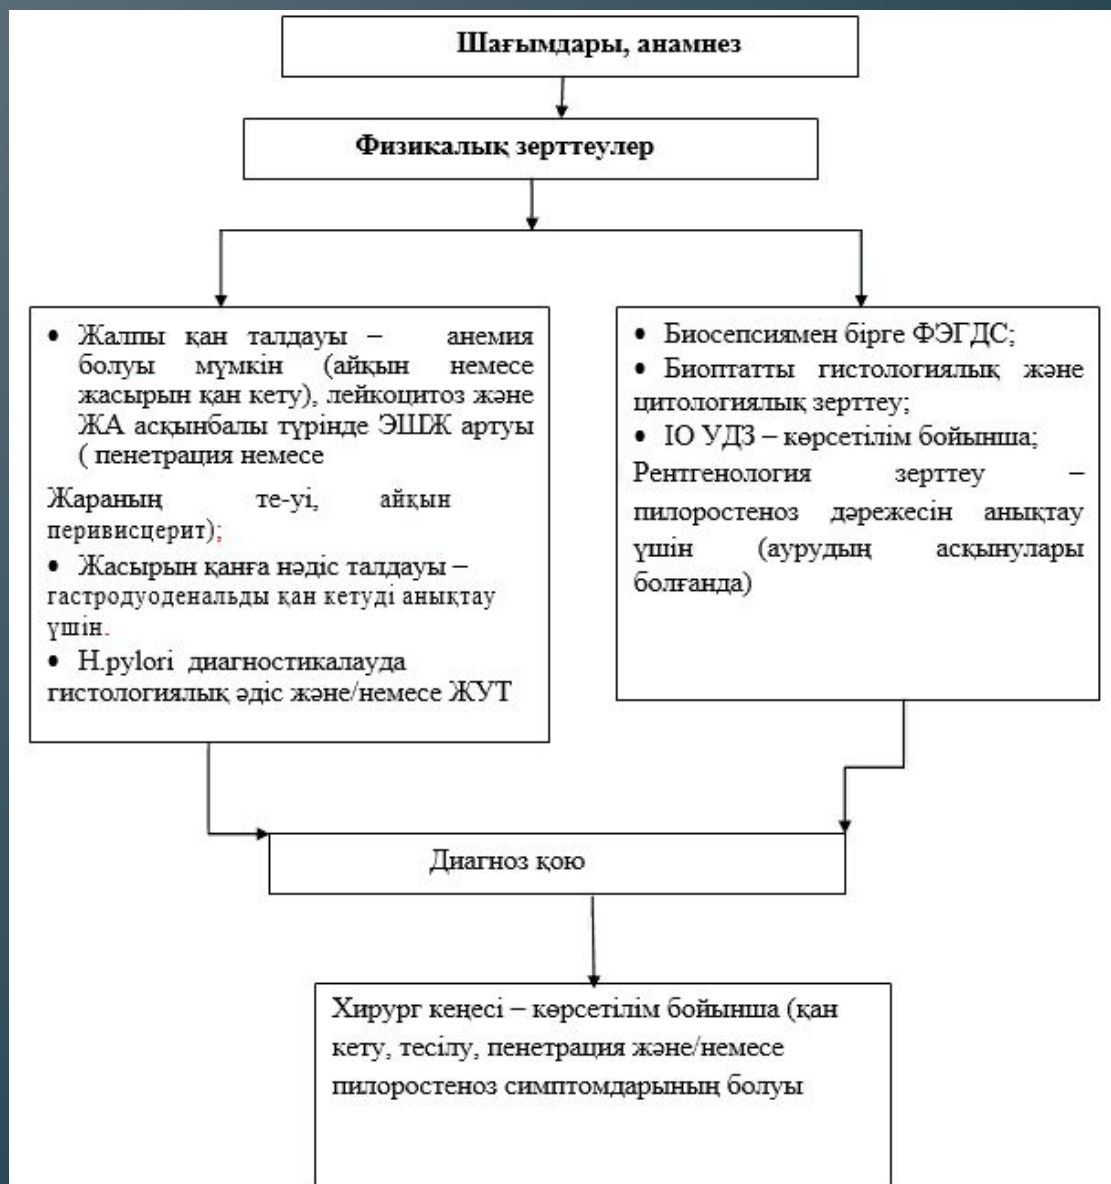 Шағымдары, анамнез
Физикалық зерттеулер
• Жалпы қан талдауы – анемия
болуы мүмкін (айқын немесе
жасырын қан кету), лейкоцитоз және
ЖА асқынбалы түрінде ЭШЖ артуы
( пенетрация немесе
Жараның те-уі, айқын
перивисцерит);
• Жасырын қанға нәдіс талдауы –
гастродуоденальды қан кетуді анықтау
үшін.
• H.pylori диагностикалауда
гистологиялық әдіс және/немесе ЖУТ
• Биосепсиямен бірге ФЭГДС;
• Биоптатты гистологиялық және
цитологиялық зерттеу;
• ІО УДЗ – көрсетілім бойынша;
Рентгенология зерттеу –
пилоростеноз дәрежесін анықтау
үшін (аурудың асқынулары
болғанда)
Диагноз қою
Хирург кеңесі – көрсетілім бойынша (қан
кету, тесілу, пенетрация және/немесе
пилоростеноз симптомдарының болуы